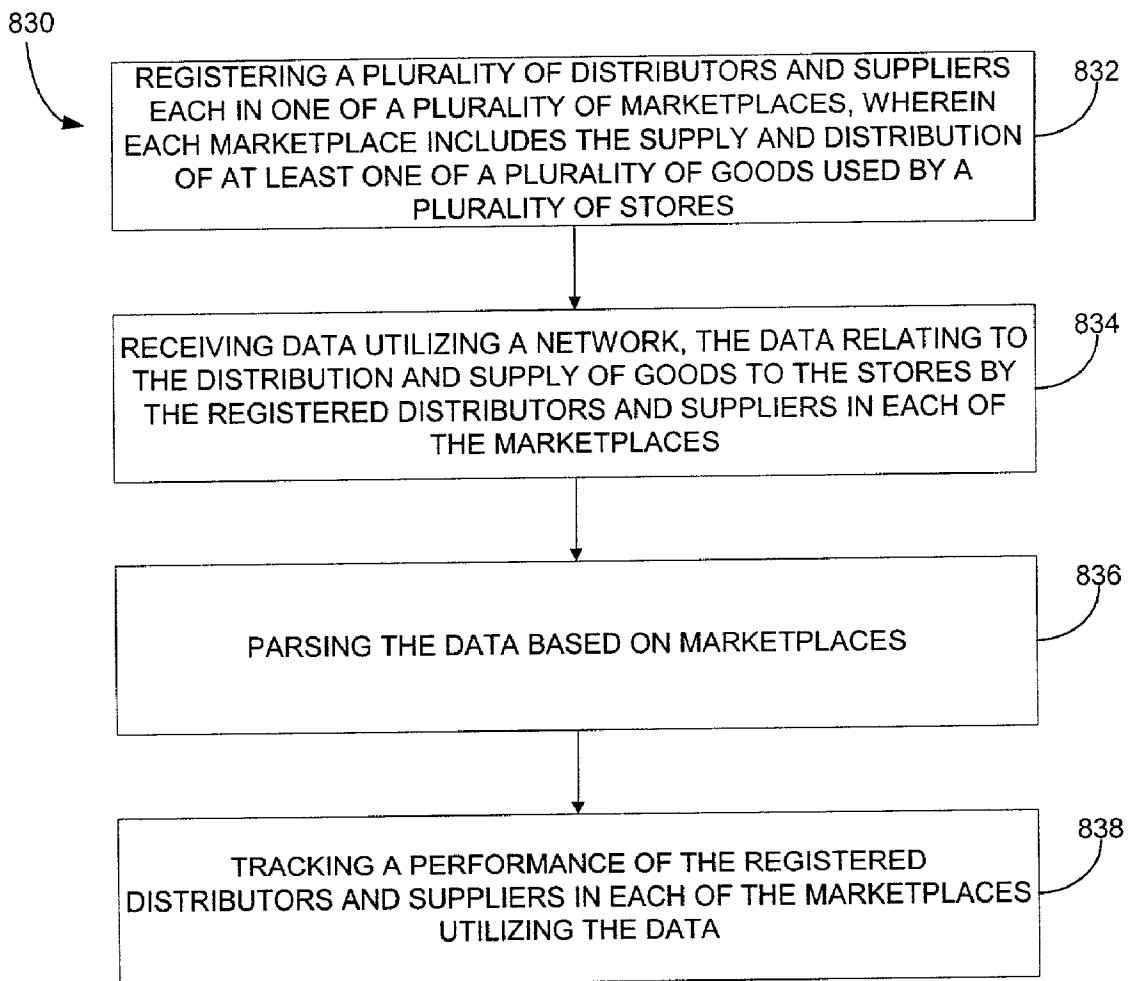 830
REGISTERING A PLURALITY OF DISTRIBUTORS AND SUPPLIERS
EACH IN ONE OF A PLURALITY OF MARKETPLACES, WHEREIN
EACH MARKETPLACE INCLUDES THE SUPPLY AND DISTRIBUTION
OF AT LEAST ONE OF A PLURALITY OF GOODS USED BY A
PLURALITY OF STORES
832
RECEIVING DATA UTILIZING A NETWORK, THE DATA RELATING TO
THE DISTRIBUTION AND SUPPLY OF GOODS TO THE STORES BY
THE REGISTERED DISTRIBUTORS AND SUPPLIERS IN EACH OF
THE MARKETPLACES
834
PARSING THE DATA BASED ON MARKETPLACES
836
TRACKING A PERFORMANCE OF THE REGISTERED
DISTRIBUTORS AND SUPPLIERS IN EACH OF THE MARKETPLACES
UTILIZING THE DATA
838